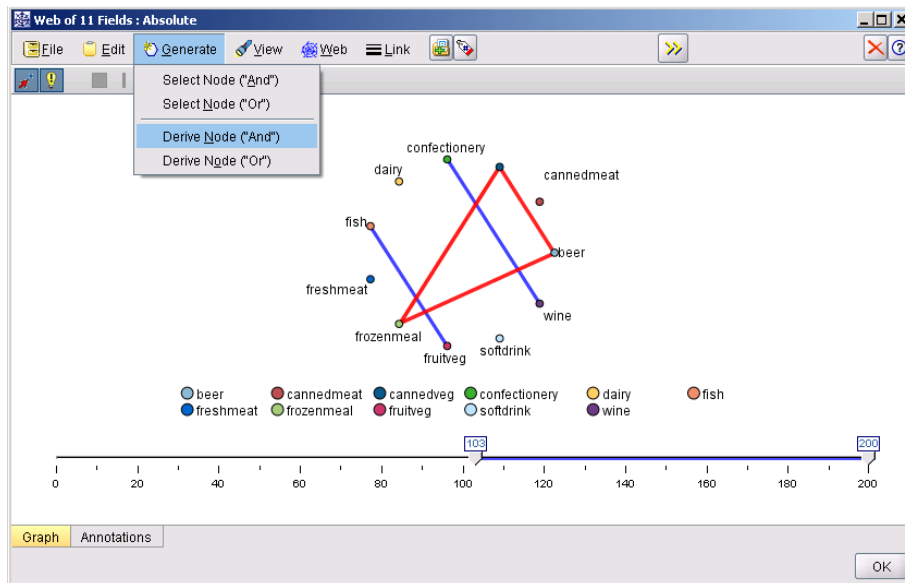 Web of 11 Fields : Absolute
File Edit Generate View Web Link
Select Node ("And")
Select Node ("Or")
Derive Node ("And")
Derive Node ("Or")
confectionery
dairy
cannedmeat
fish
beer
freshmeat
wine
frozenmeal
softdrink
fruitveg
beer cannedmeat cannedveg confectionery dairy fish
freshmeat frozenmeal fruitveg softdrink wine
103 200
0 20 40 60 80 100 120 140 160 180 200
Graph Annotations
OK